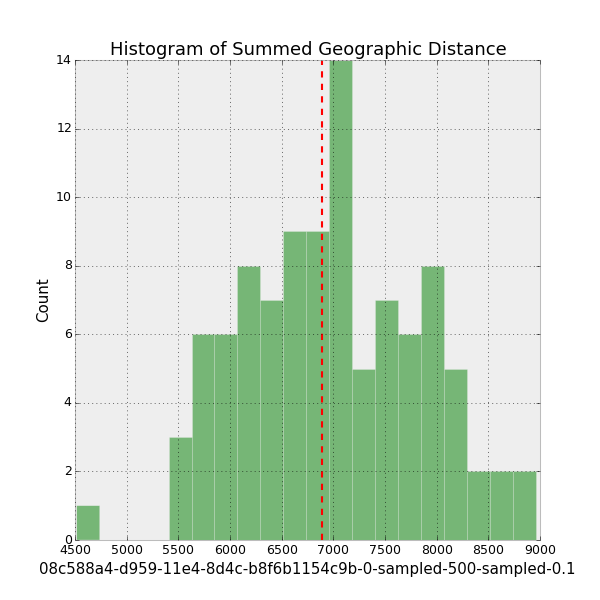 Histogram of Summed Geographic Distance
14
12
10
8
6
4
2
0
Count
4500 5000 5500 6000 6500 7000 7500 8000 8500 9000
08c588a4-d959-11e4-8d4c-b8f6b1154c9b-0-sampled-500-sampled-0.1